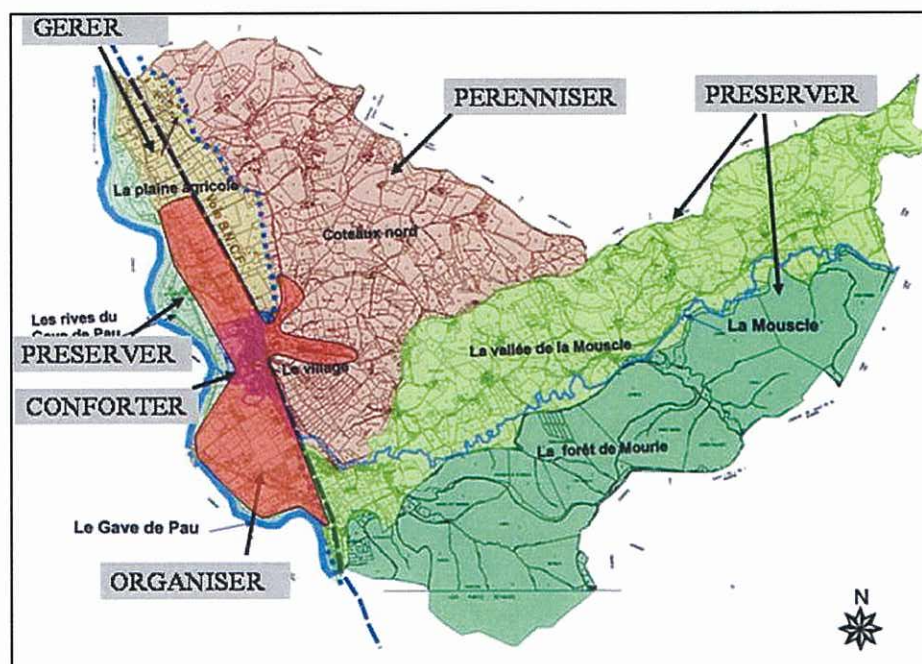 GERER
PERENNISER
PRESERVER
La plaine agricole
Voie S.N.C.F
Coteaux nord
Les rives du
Gave de Pau
La Mouscle
PRESERVER
La vallée de la Mouscle
Le village
CONFORTER
La forêt de Mourle
Le Gave de Pau
ORGANISER
N